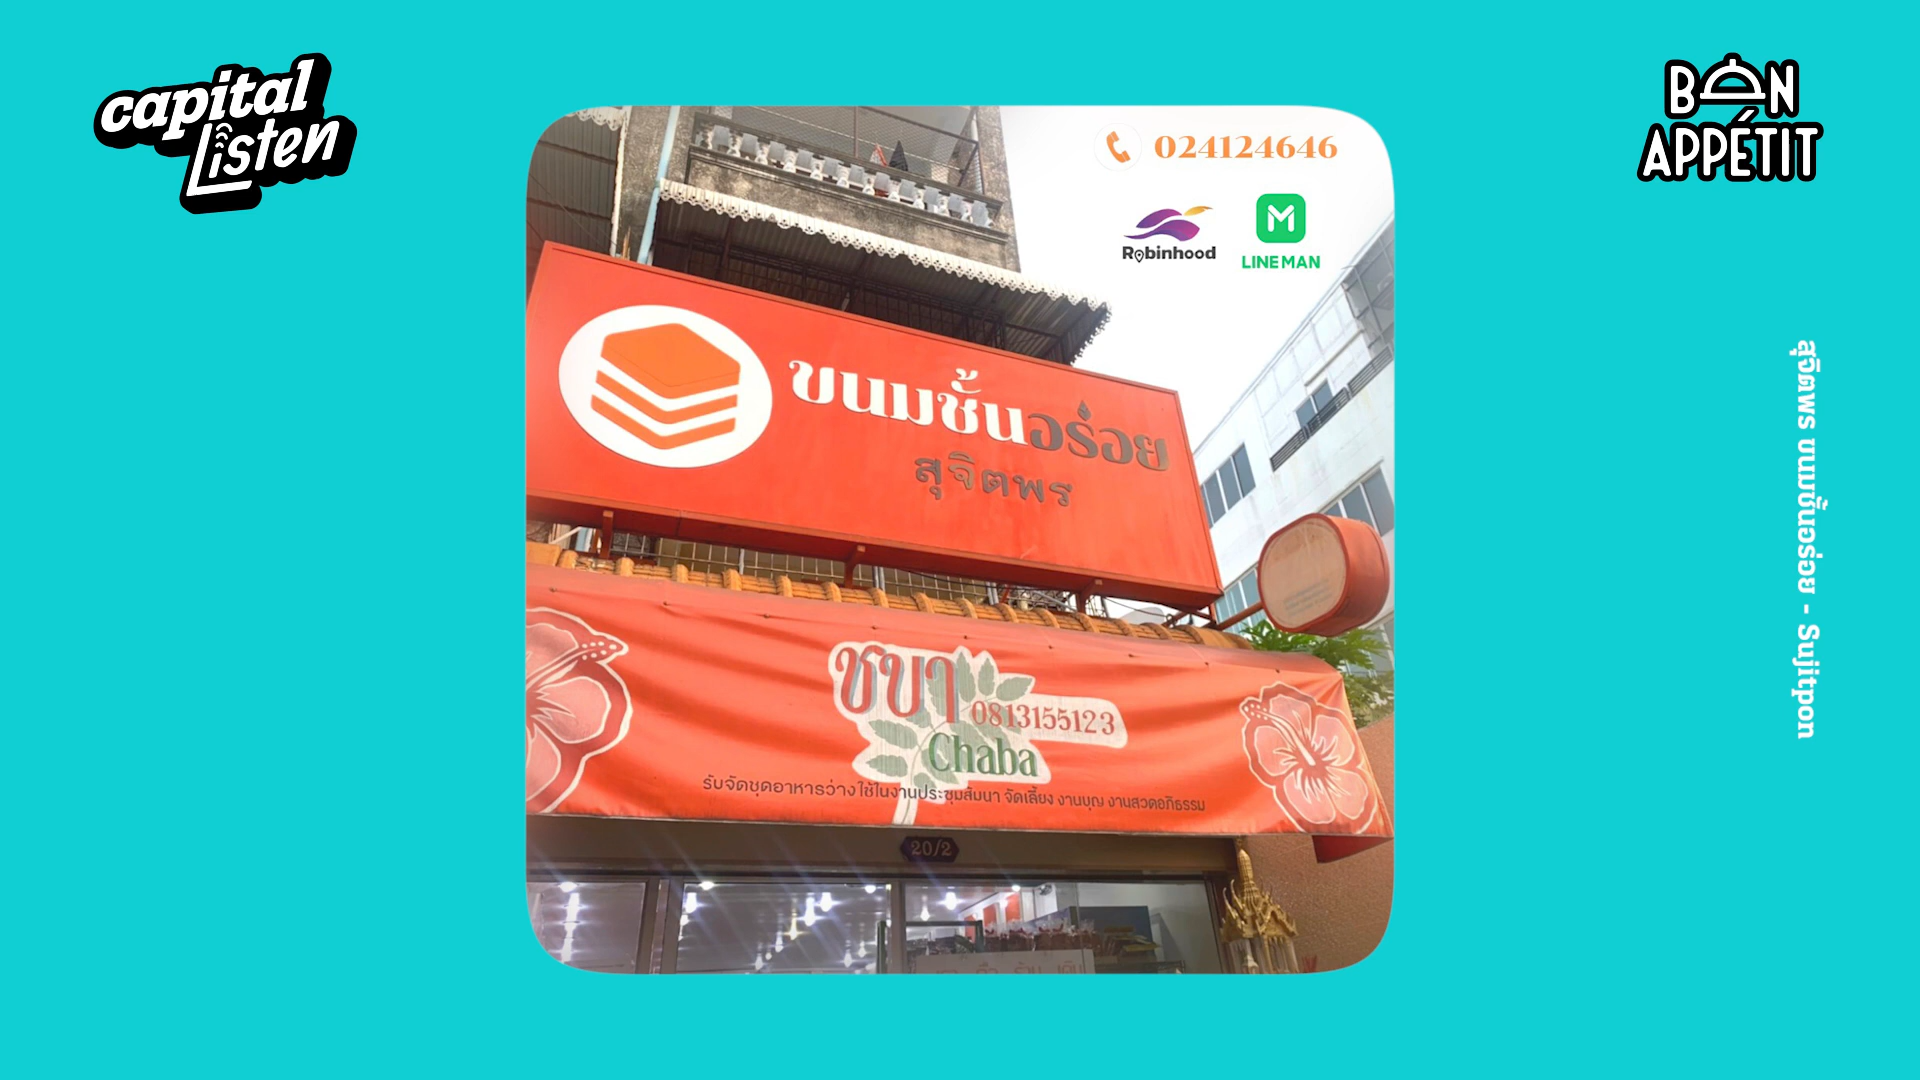 capital
Listen
BON
APPÉTIT
024124646
Robinhood
LINE MAN
ขนมชั้นอร่อย
สุจิตพร
ชบา
0813155123
Chaba
รับจัดชุดอาหารว่าง ใช้ในงานประชุมสัมนา จัดเลี้ยง งานบุญ งานสวดอภิธรรม
20/2
สุจิตพร ขนมชั้นอร่อย - Sujitpon